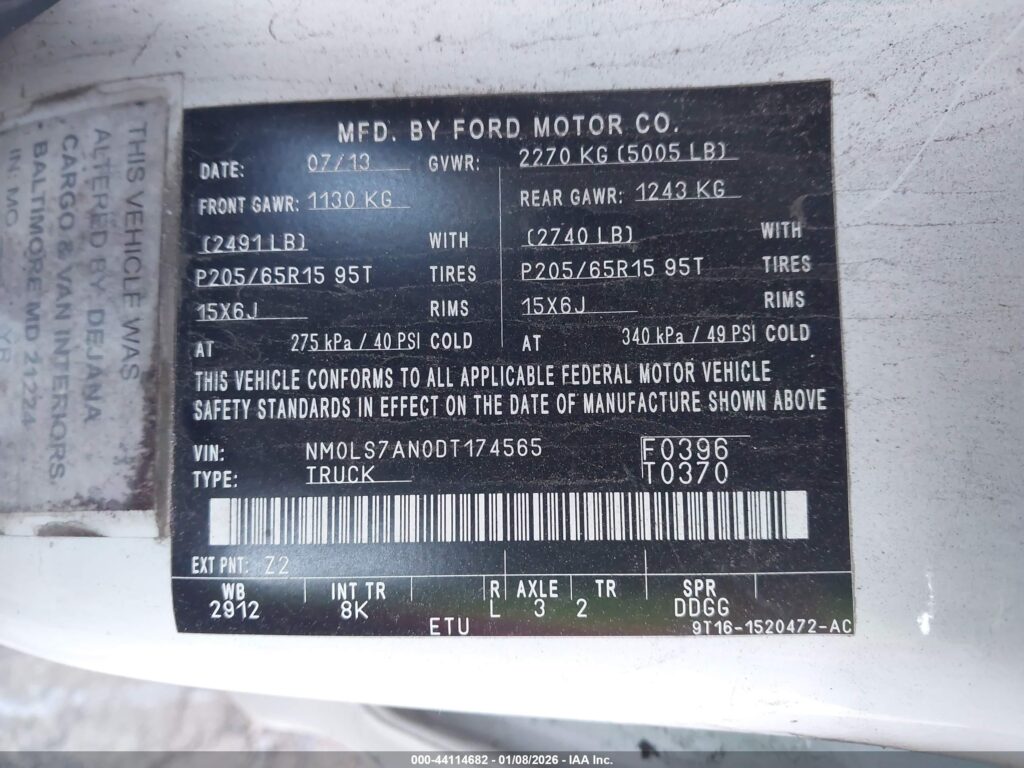 MFD. BY FORD MOTOR CO.
DATE: 07/13 GVWR: 2270 KG (5005 LB)
FRONT GAWR: 1130 KG REAR GAWR: 1243 KG
(2491 LB) WITH (2740 LB) WITH
P205/65R15 95T TIRES P205/65R15 95T TIRES
15X6J RIMS 15X6J RIMS
AT 275 kPa / 40 PSI COLD AT 340 kPa / 49 PSI COLD
THIS VEHICLE CONFORMS TO ALL APPLICABLE FEDERAL MOTOR VEHICLE
SAFETY STANDARDS IN EFFECT ON THE DATE OF MANUFACTURE SHOWN ABOVE
VIN: NM0LS7AN0DT174565 F0396
TYPE: TRUCK T0370
EXT PNT: Z2
WB INT TR R AXLE TR SPR
2912 8K L 3 2 DDGG
ETU 9T16-1520472-AC
THIS VEHICLE WAS
ALTERED BY DEJANA
CARGO & VAN INTERIORS
BALTIMORE MD 21224
IN: MO YR
000-44114682 - 01/08/2026 - IAA Inc.